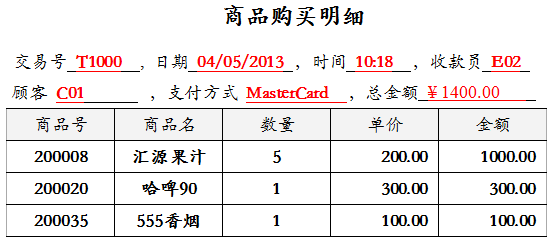 商品购买明细
交易号 T1000 , 日期 04/05/2013 , 时间 10:18 , 收款员 E02
顾客 C01 , 支付方式 MasterCard , 总金额 ￥1400.00
商品号 商品名 数量 单价 金额
200008 汇源果汁 5 200.00 1000.00
200020 哈啤90 1 300.00 300.00
200035 555香烟 1 100.00 100.00